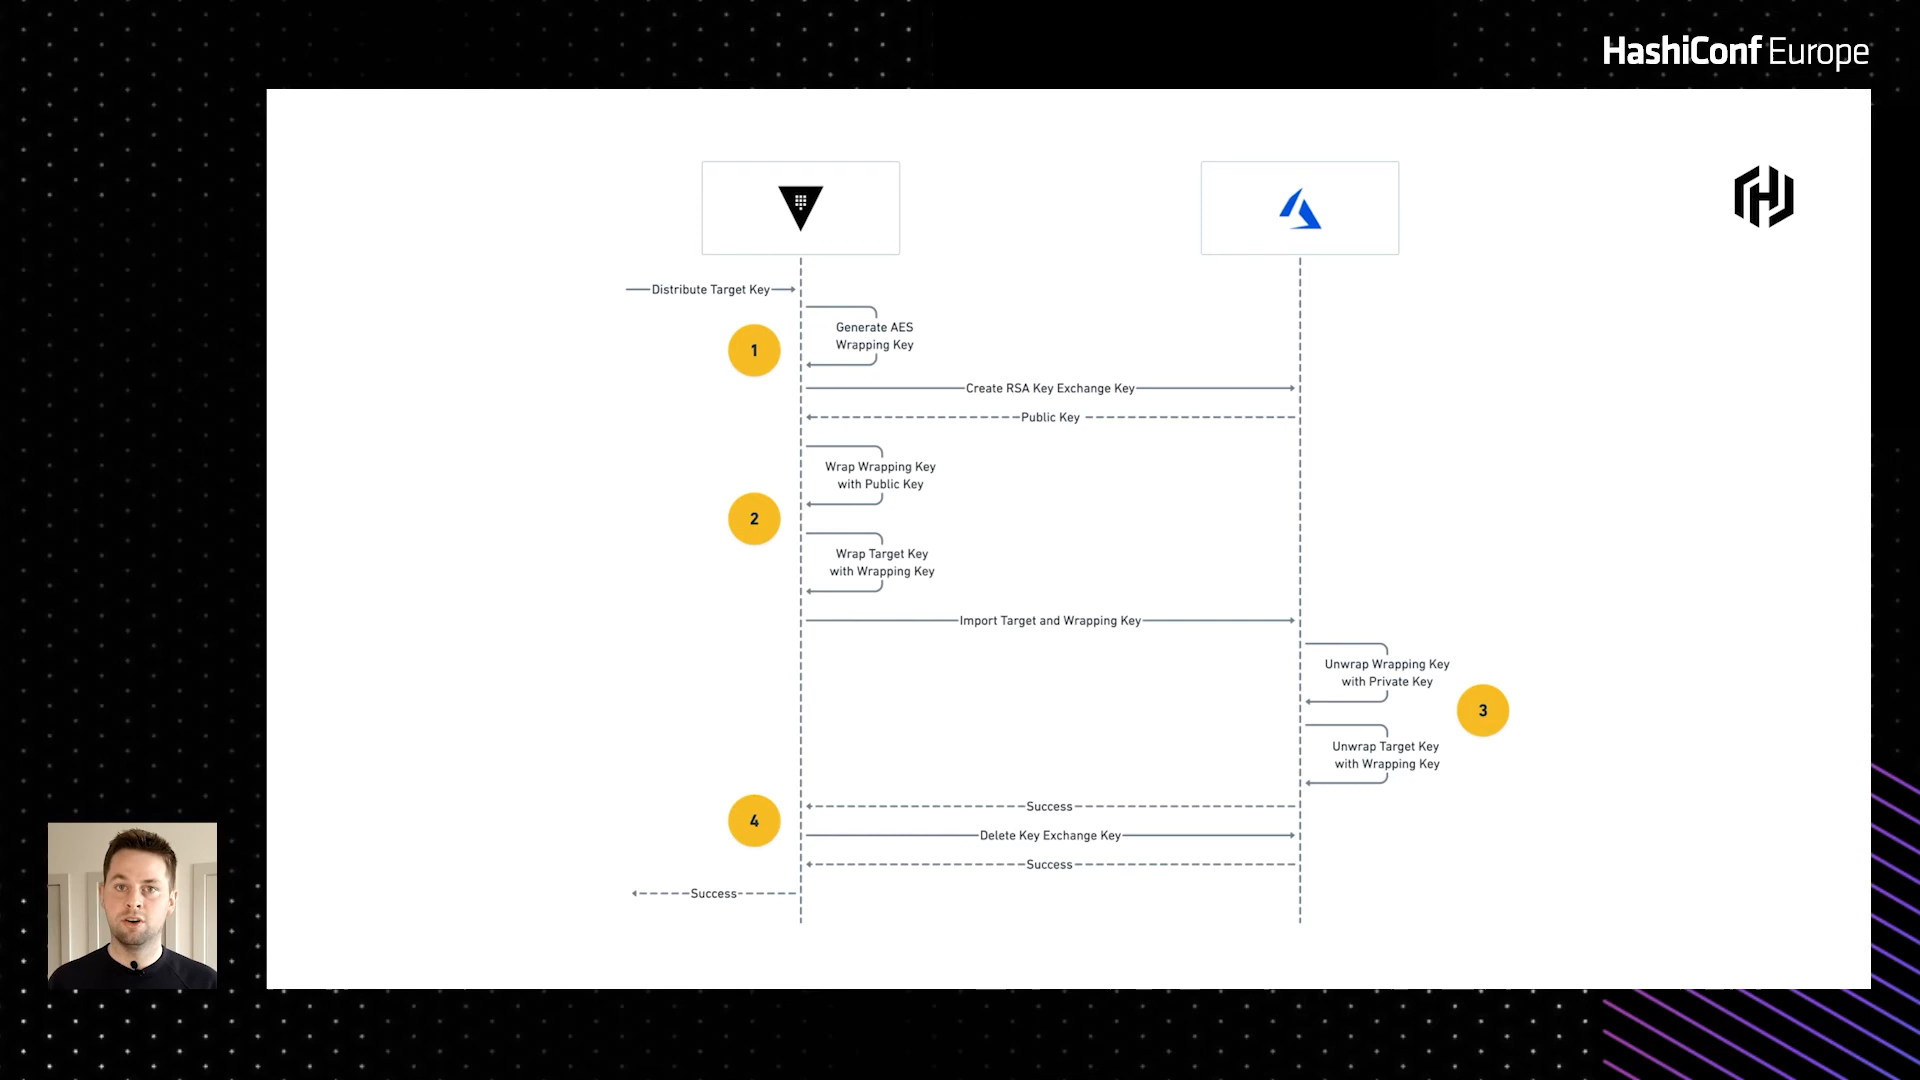 HashiConf Europe
Distribute Target Key
Generate AES
Wrapping Key
1
Create RSA Key Exchange Key
Public Key
Wrap Wrapping Key
with Public Key
2
Wrap Target Key
with Wrapping Key
Import Target and Wrapping Key
Unwrap Wrapping Key
with Private Key
3
Unwrap Target Key
with Wrapping Key
Success
4
Delete Key Exchange Key
Success
Success